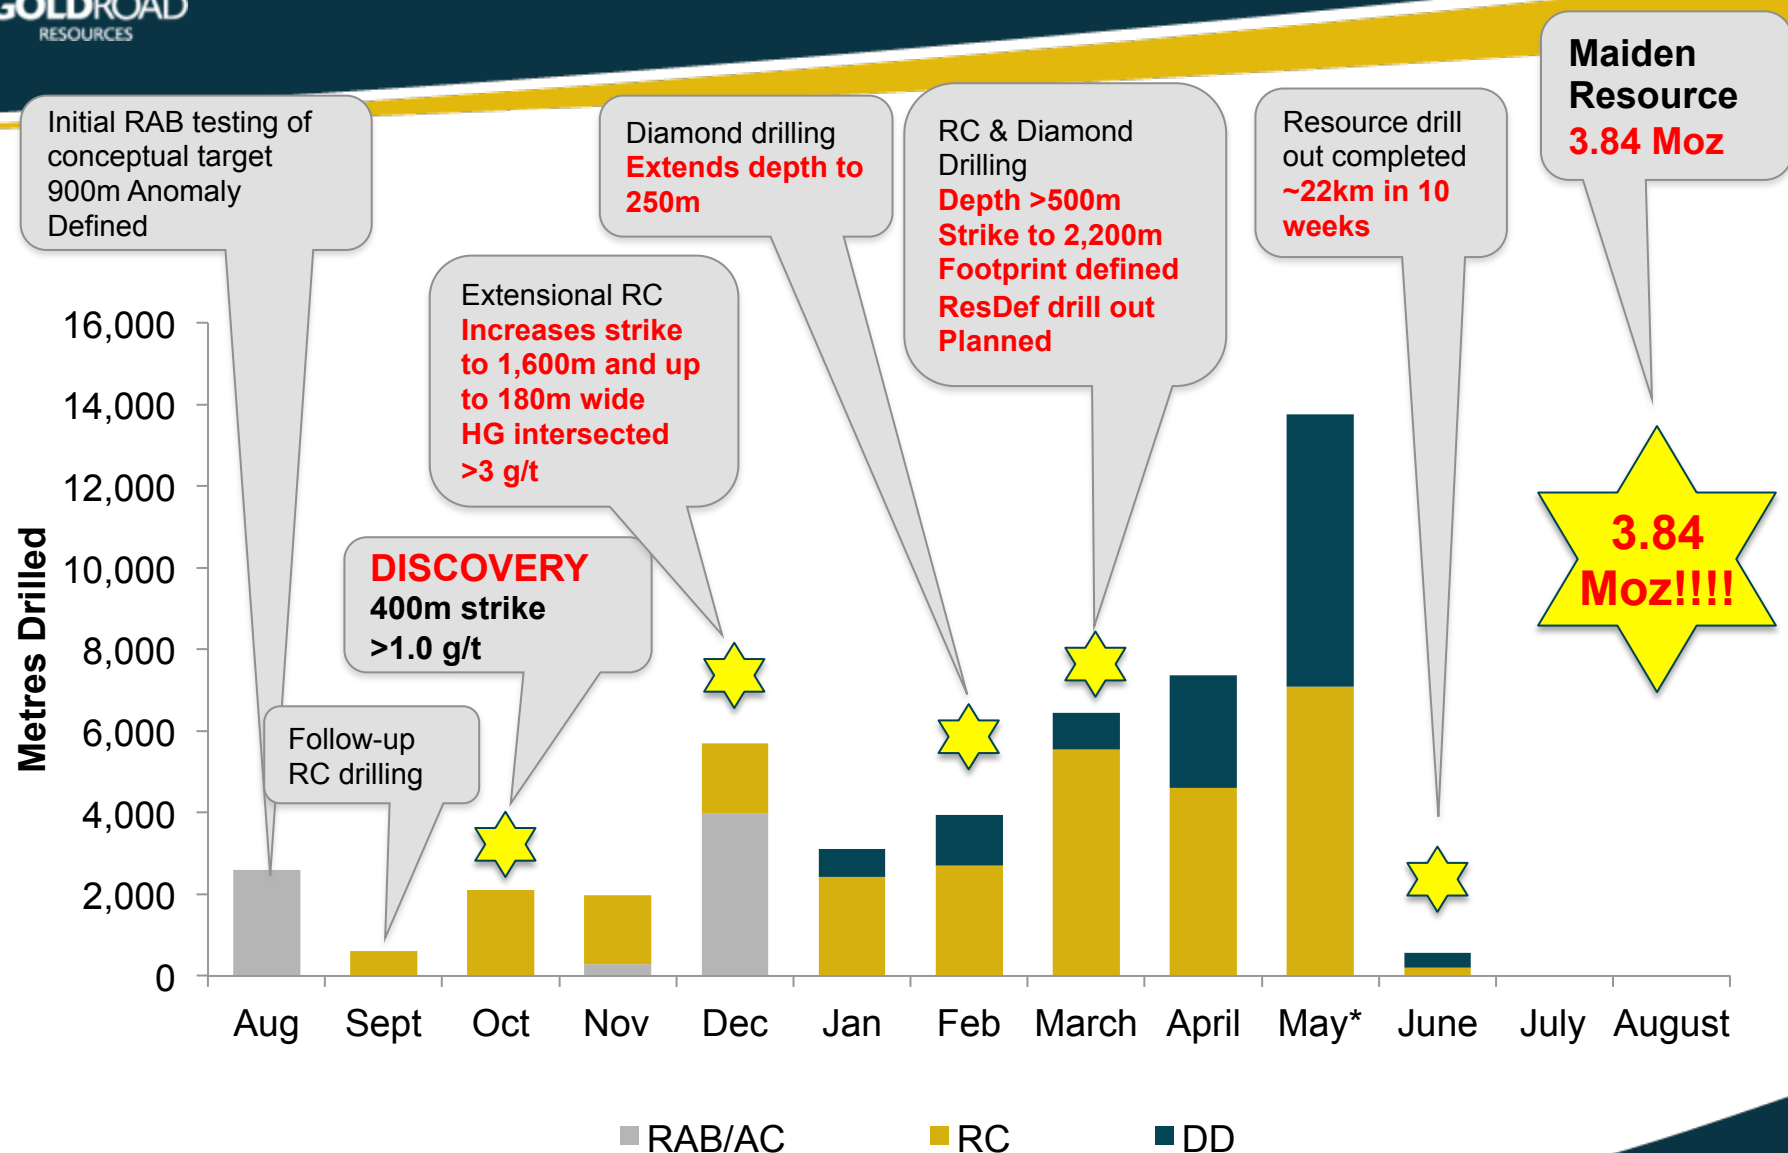 GOLDROAD
RESOURCES
Initial RAB testing of
conceptual target
900m Anomaly
Defined
Extensional RC
Increases strike
to 1,600m and up
to 180m wide
HG intersected
>3 g/t
Diamond drilling
Extends depth to
250m
RC & Diamond
Drilling
Depth >500m
Strike to 2,200m
Footprint defined
ResDef drill out
Planned
Resource drill
out completed
~22km in 10
weeks
Maiden
Resource
3.84 Moz
DISCOVERY
400m strike
>1.0 g/t
Follow-up
RC drilling
3.84
Moz!!!!
Metres Drilled
16,000
14,000
12,000
10,000
8,000
6,000
4,000
2,000
0
Aug Sept Oct Nov Dec Jan Feb March April May* June July August
RAB/AC RC DD